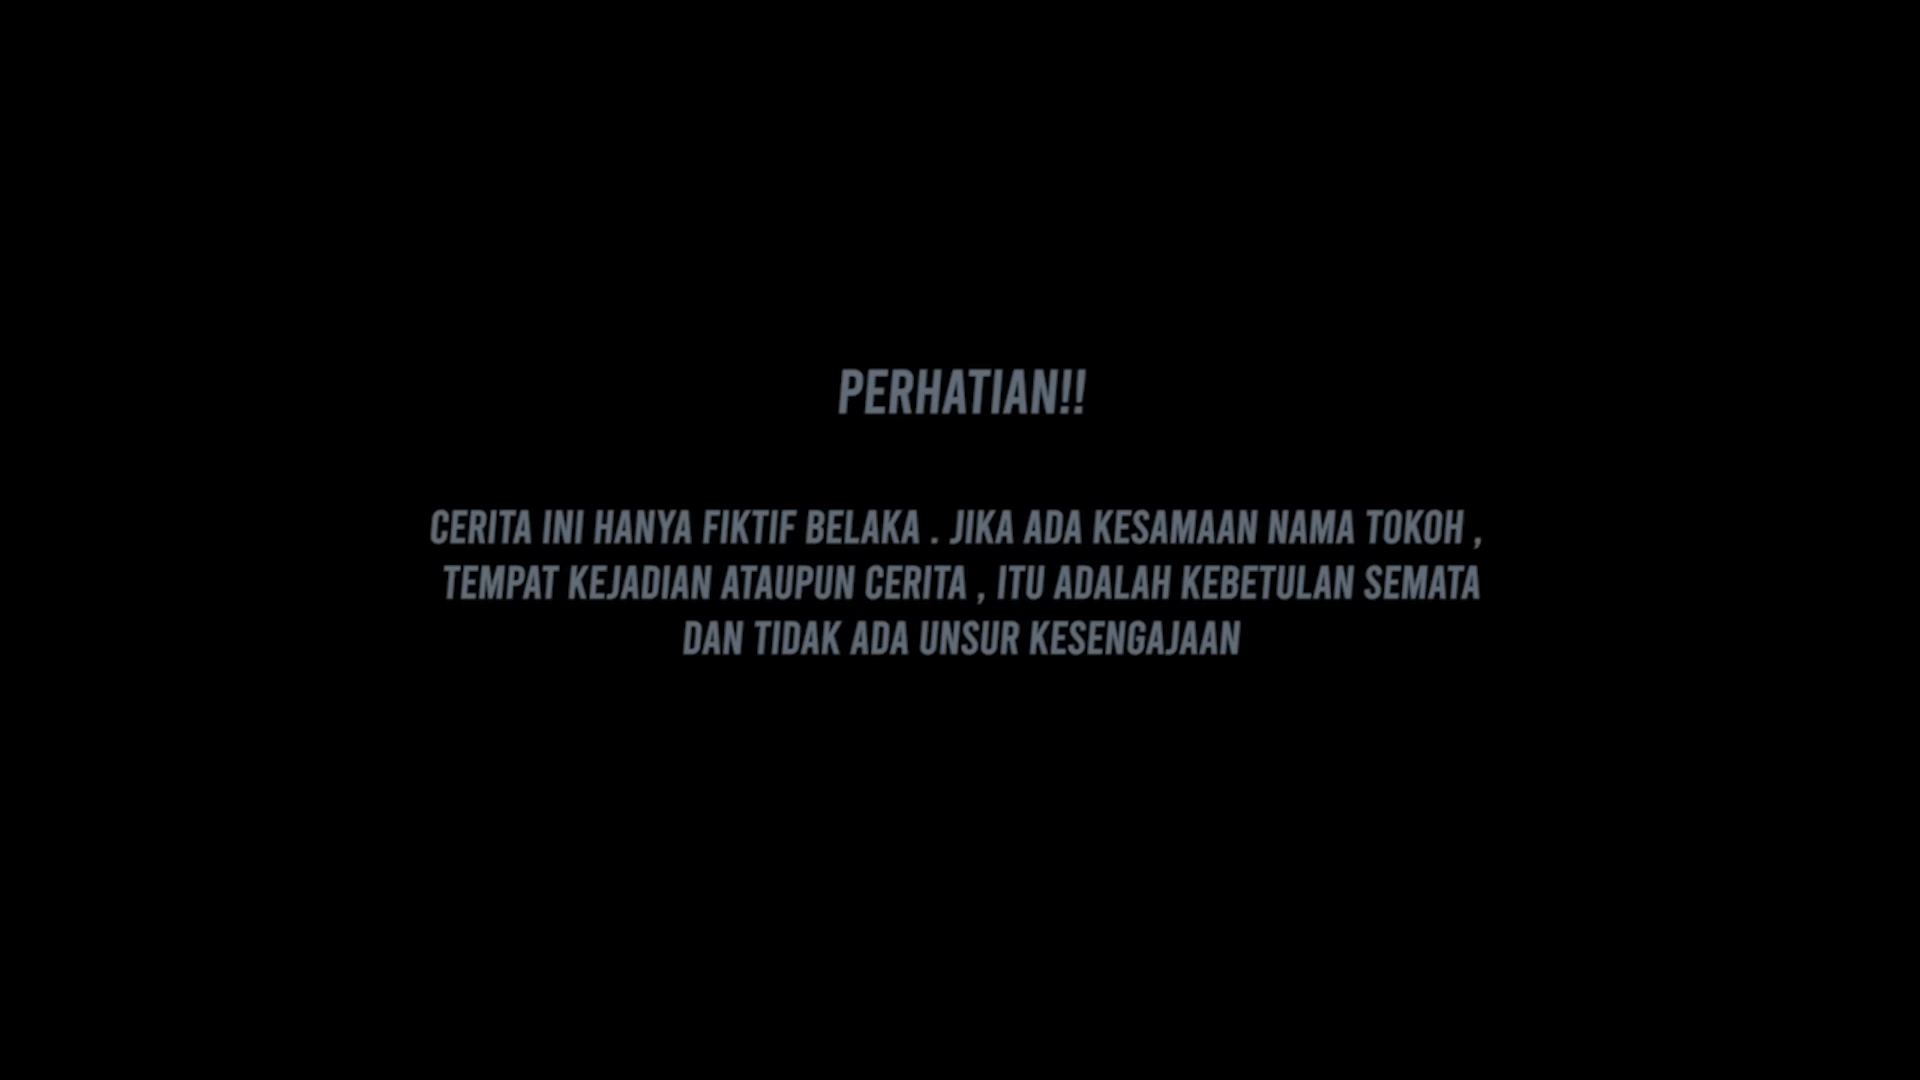 PERHATIAN!!
CERITA INI HANYA FIKTIF BELAKA . JIKA ADA KESAMAAN NAMA TOKOH ,
TEMPAT KEJADIAN ATAUPUN CERITA , ITU ADALAH KEBETULAN SEMATA
DAN TIDAK ADA UNSUR KESENGAJAAN